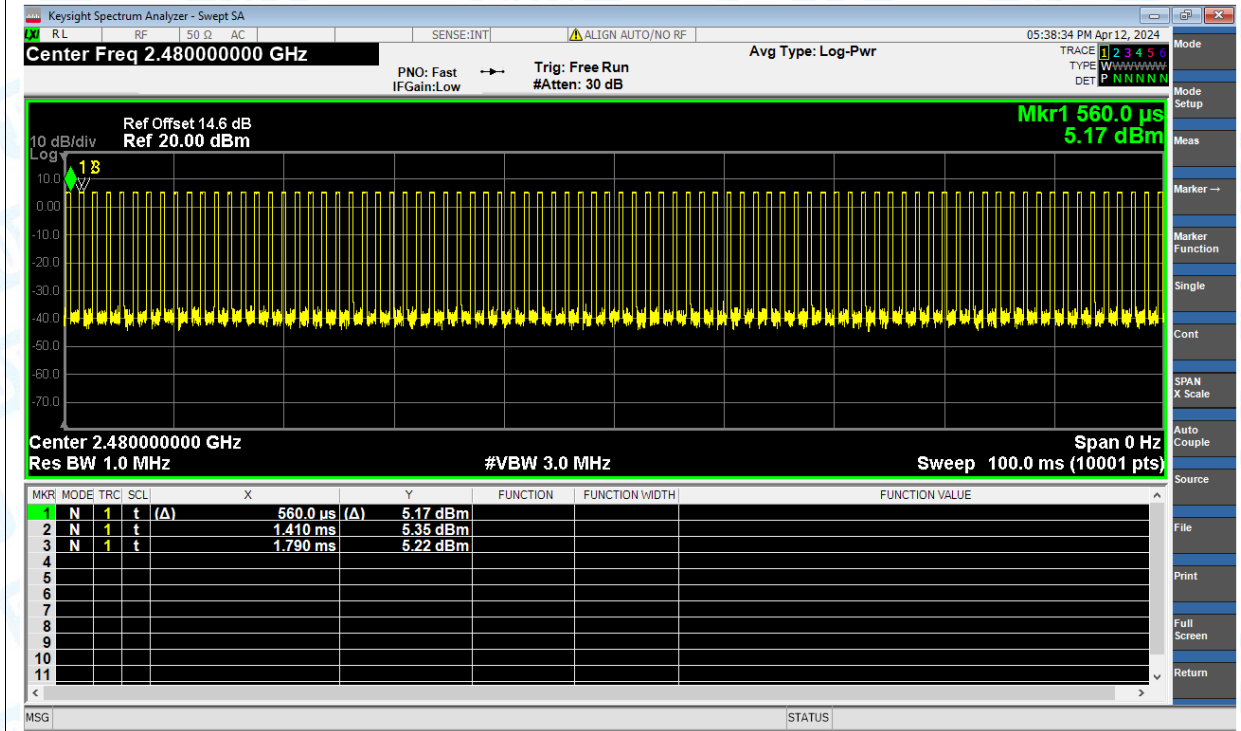 Keysight Spectrum Analyzer - Swept SA
LXI RL RF 50 Ω AC SENSE:INT ALIGN AUTO/NO RF 05:38:34 PM Apr 12, 2024
Center Freq 2.480000000 GHz
PNO: Fast
IFGain:Low
Trig: Free Run
#Atten: 30 dB
Avg Type: Log-Pwr
TRACE 1 2 3 4 5 6
TYPE WWWWWW
DET P N N N N N
Mkr1 560.0 µs
5.17 dBm
Ref Offset 14.6 dB
10 dB/div Ref 20.00 dBm
Log
1 3
10.0
0.00
-10.0
-20.0
-30.0
-40.0
-50.0
-60.0
-70.0
Center 2.480000000 GHz Span 0 Hz
Res BW 1.0 MHz #VBW 3.0 MHz Sweep 100.0 ms (10001 pts)
MKR MODE TRC SCL X Y FUNCTION FUNCTION WIDTH FUNCTION VALUE
1 N 1 t (Δ) 560.0 µs (Δ) 5.17 dBm
2 N 1 t 1.410 ms 5.35 dBm
3 N 1 t 1.790 ms 5.22 dBm
4
5
6
7
8
9
10
11
MSG STATUS
Mode
Mode
Setup
Meas
Marker →
Marker
Function
Single
Cont
SPAN
X Scale
Auto
Couple
Source
File
Print
Full
Screen
Return